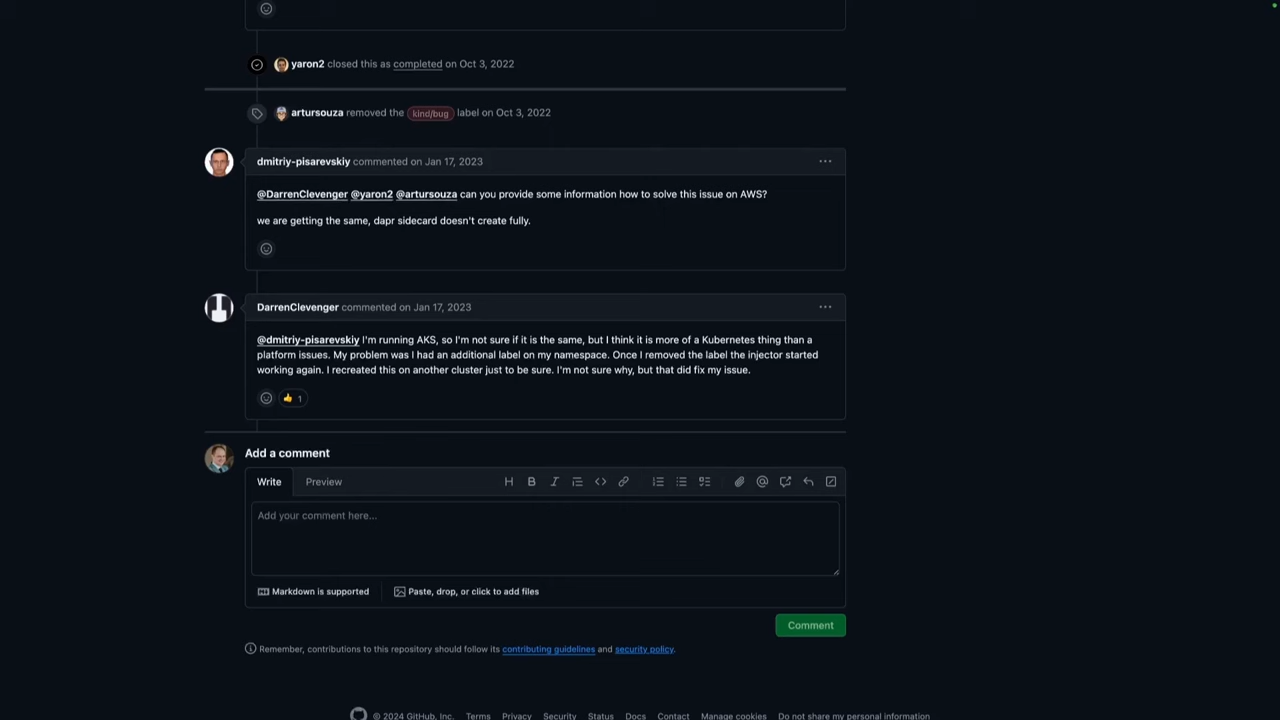 yaron2 closed this as completed on Oct 3, 2022
artursouza removed the kind/bug label on Oct 3, 2022
dmitriy-pisarevskiy commented on Jan 17, 2023
@DarrenClevenger @yaron2 @artursouza can you provide some information how to solve this issue on AWS?
we are getting the same, dapr sidecard doesn't create fully.
DarrenClevenger commented on Jan 17, 2023
@dmitriy-pisarevskiy I'm running AKS, so I'm not sure if it is the same, but I think it is more of a Kubernetes thing than a
platform issues. My problem was I had an additional label on my namespace. Once I removed the label the injector started
working again. I recreated this on another cluster just to be sure. I'm not sure why, but that did fix my issue.
👍 1
Add a comment
Write Preview
Add your comment here...
Markdown is supported Paste, drop, or click to add files
Comment
Remember, contributions to this repository should follow its contributing guidelines and security policy.
© 2024 GitHub, Inc. Terms Privacy Security Status Docs Contact Manage cookies Do not share my personal information